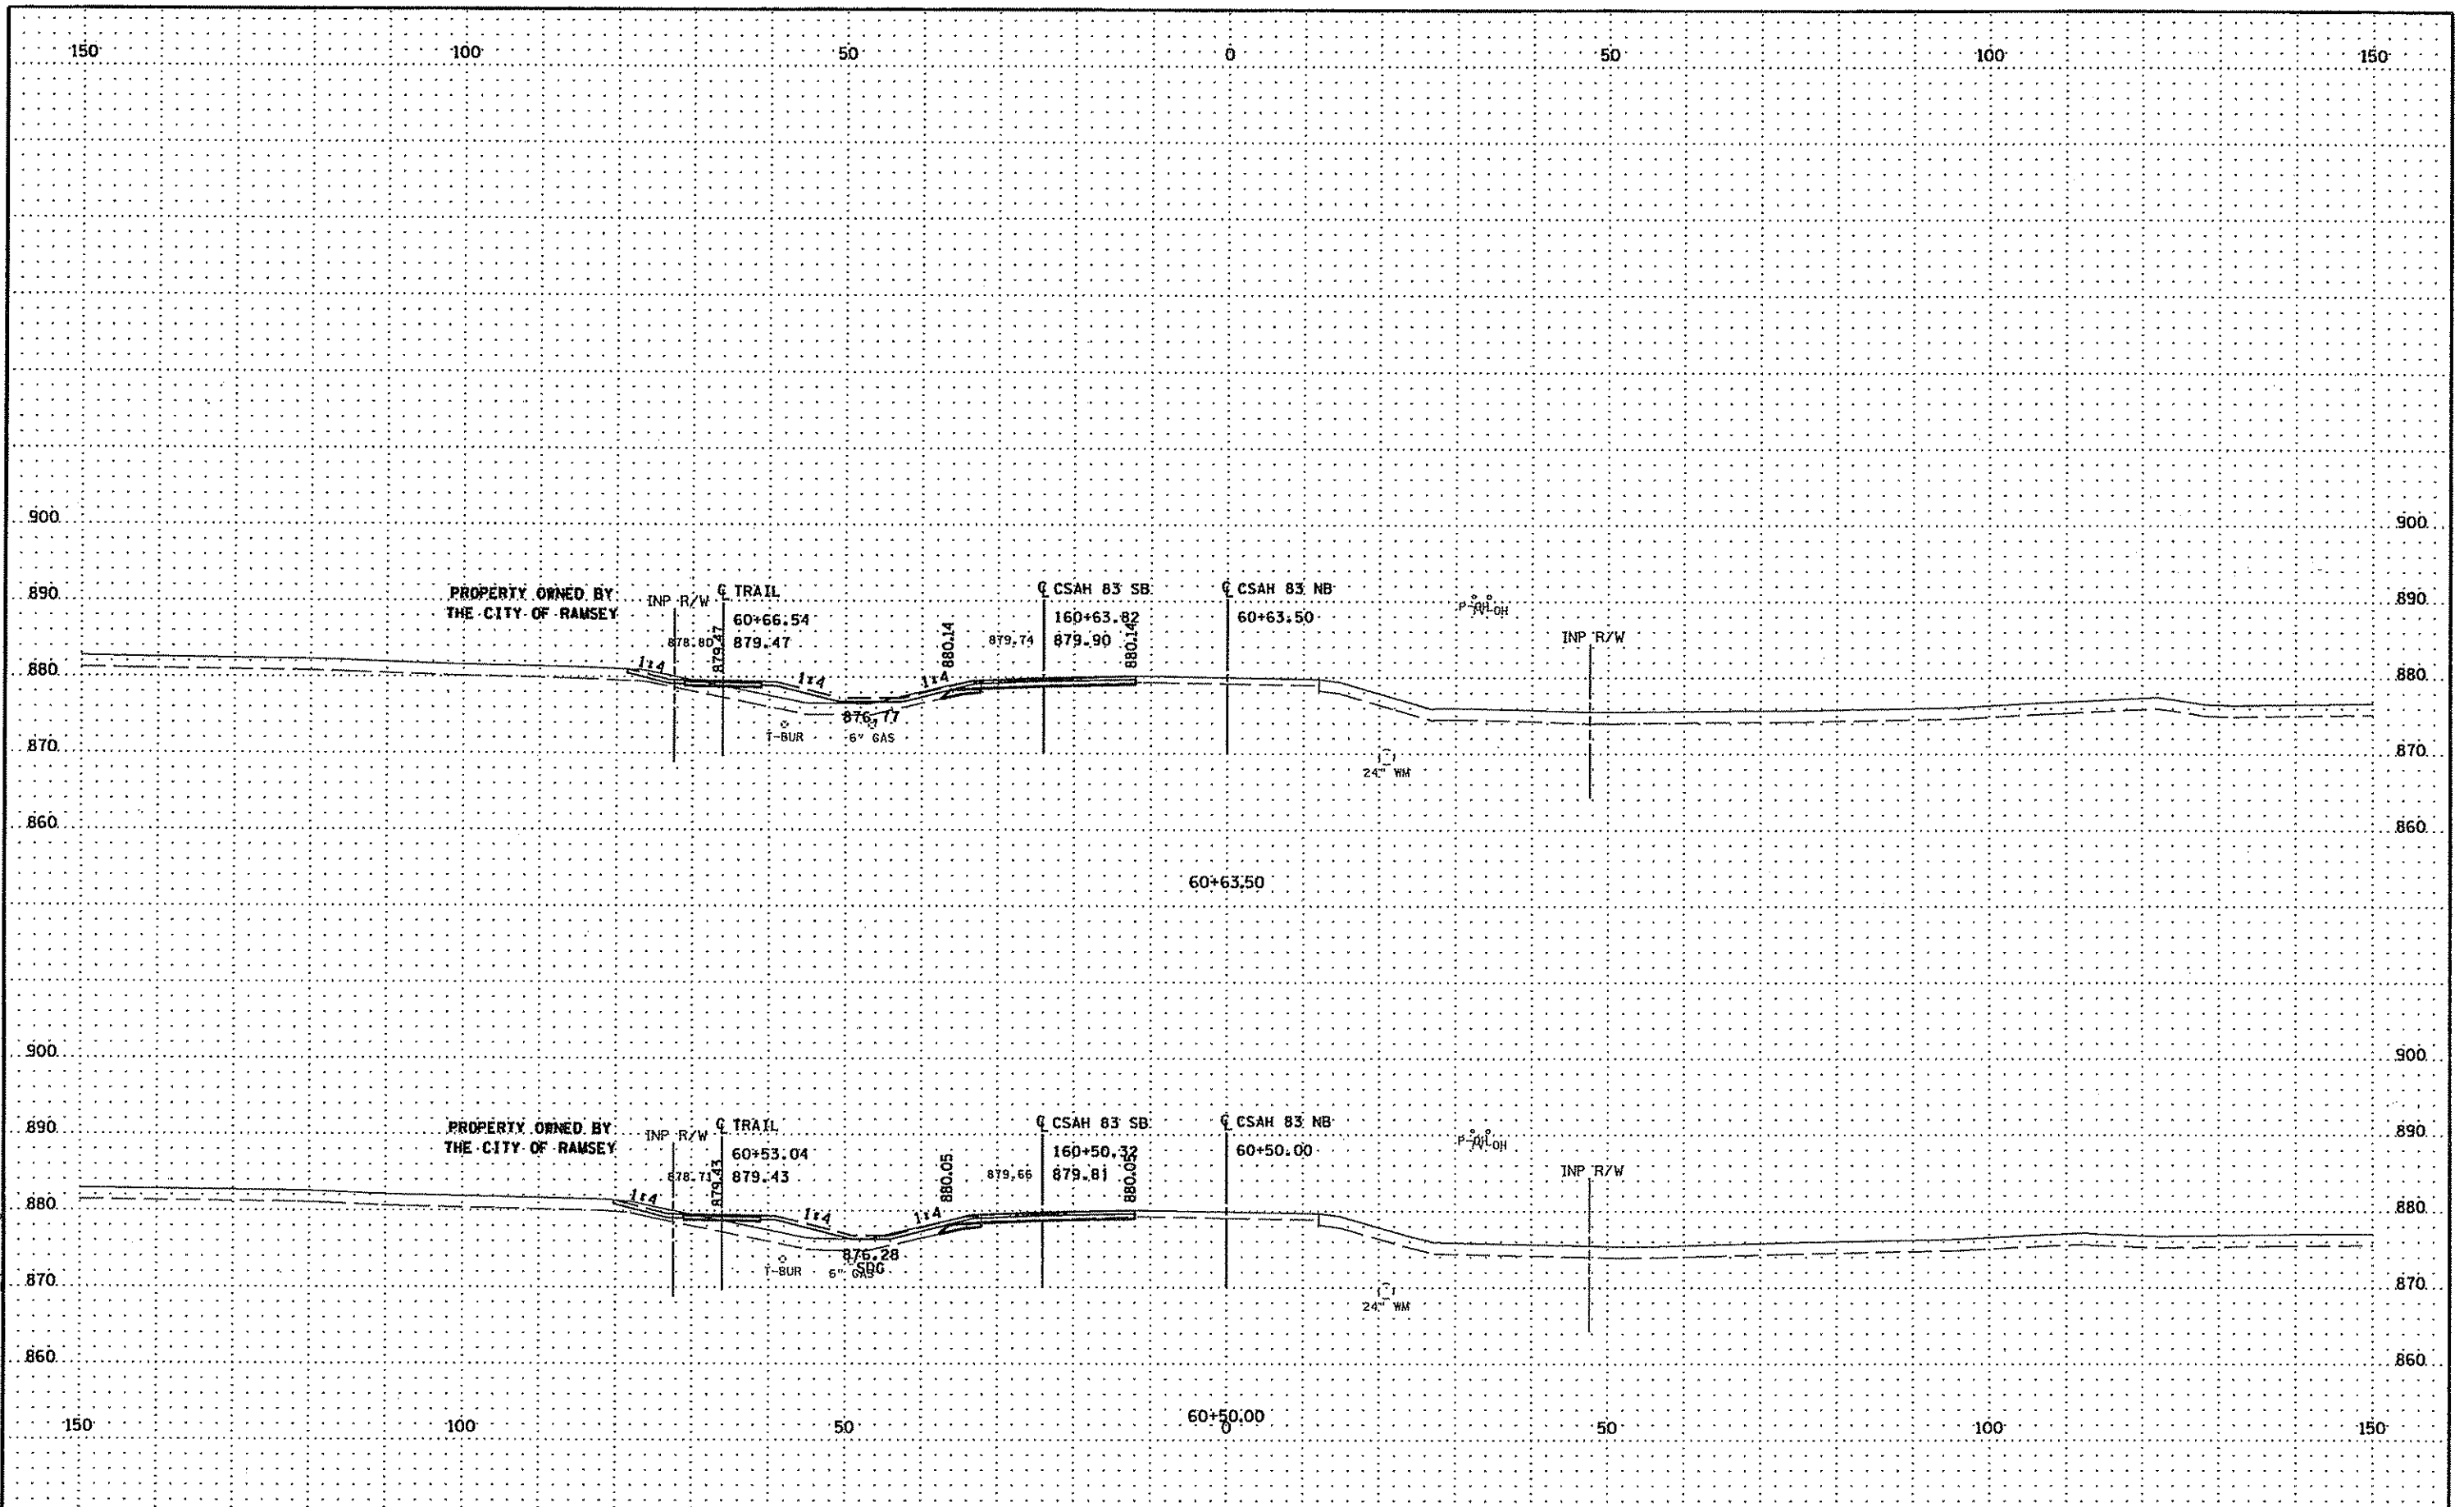 150 100 50 0 50 100 150
900 900
890 890
PROPERTY OWNED BY
THE CITY OF RAMSEY
INP R/W
℄ TRAIL
60+66.54
879.47
878.80
879.47
℄ CSAH 83 SB
160+63.82
879.90
879.74
880.14
880.14
℄ CSAH 83 NB
60+63.50
P-OH
INP R/W
880 880
1:4
1:4
1:4
876.77
T-BUR
6" GAS
870 870
24" WM
860 860
60+63.50
900 900
890 890
PROPERTY OWNED BY
THE CITY OF RAMSEY
INP R/W
℄ TRAIL
60+53.04
879.43
878.71
879.43
℄ CSAH 83 SB
160+50.32
879.81
879.66
880.05
880.05
℄ CSAH 83 NB
60+50.00
P-OH
INP R/W
880 880
1:4
1:4
1:4
876.28
SDG
T-BUR
6" GAS
870 870
24" WM
860 860
60+50.00
150 100 50 0 50 100 150